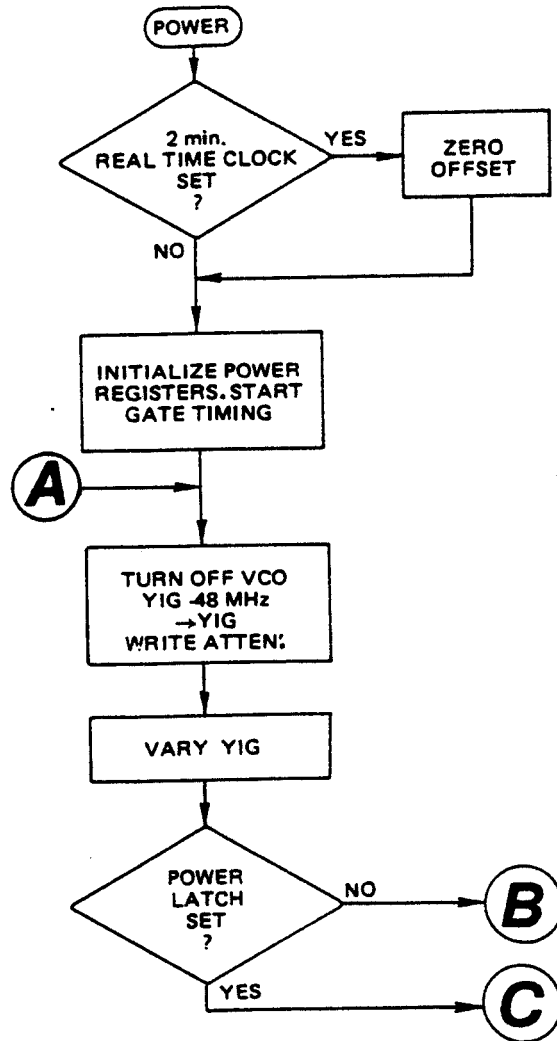 POWER
2 min.
REAL TIME CLOCK
SET
?
YES
ZERO
OFFSET
NO
INITIALIZE POWER
REGISTERS. START
GATE TIMING
A
TURN OFF VCO
YIG -48 MHz
→YIG
WRITE ATTEN.
VARY YIG
POWER
LATCH
SET
?
NO
B
YES
C